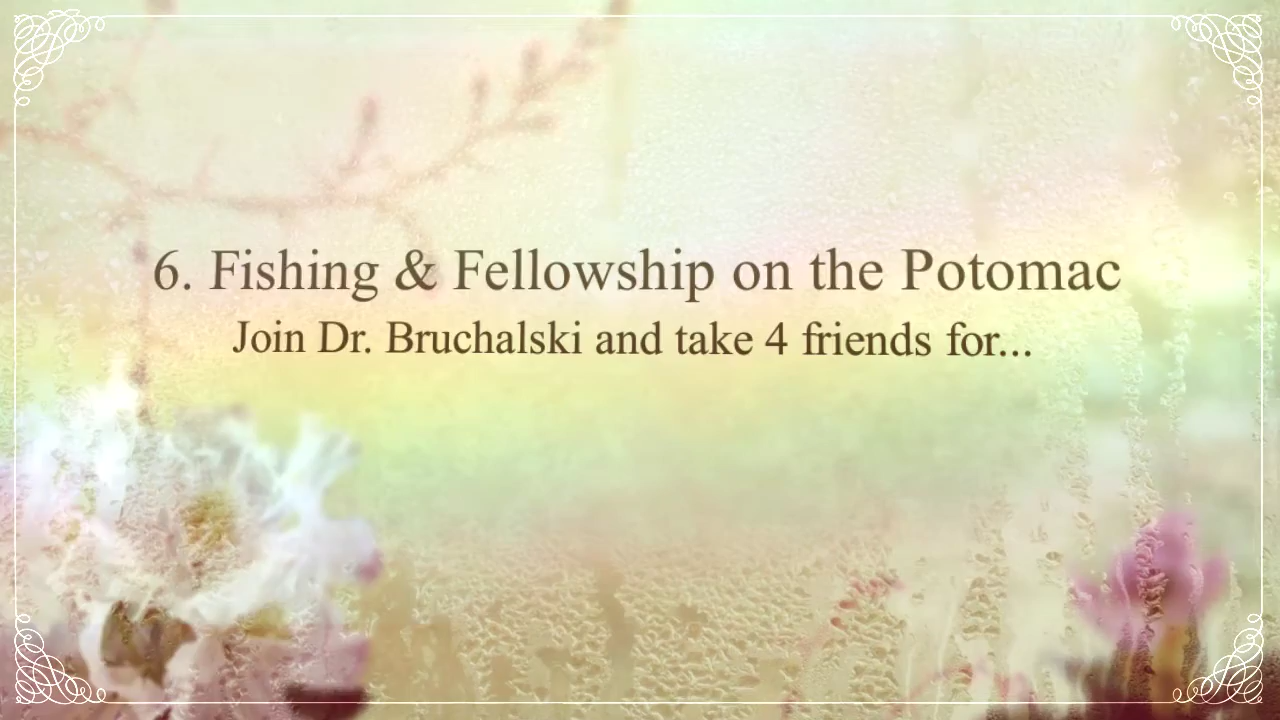 6. Fishing & Fellowship on the Potomac
Join Dr. Bruchalski and take 4 friends for...